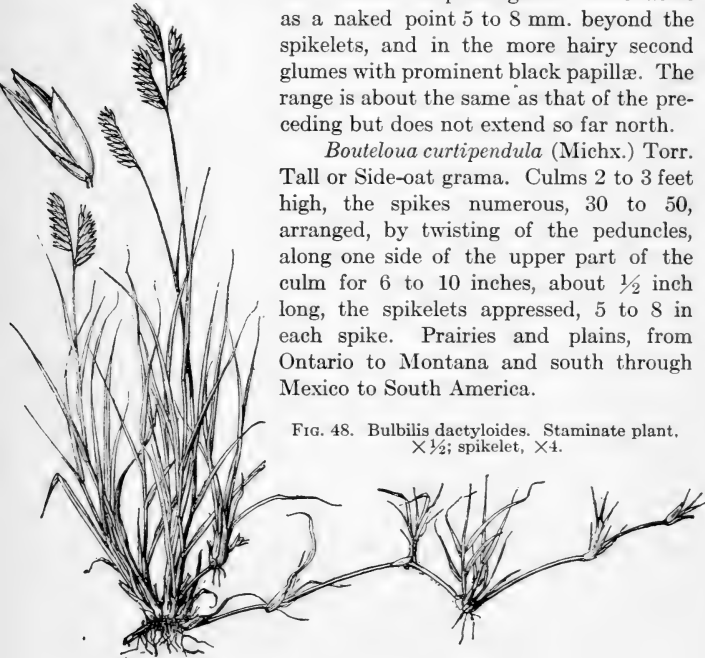 as a naked point 5 to 8 mm. beyond the
spikelets, and in the more hairy second
glumes with prominent black papillæ. The
range is about the same as that of the pre-
ceding but does not extend so far north.
Bouteloua curtipendula (Michx.) Torr.
Tall or Side-oat grama. Culms 2 to 3 feet
high, the spikes numerous, 30 to 50,
arranged, by twisting of the peduncles,
along one side of the upper part of the
culm for 6 to 10 inches, about ½ inch
long, the spikelets appressed, 5 to 8 in
each spike. Prairies and plains, from
Ontario to Montana and south through
Mexico to South America.
FIG. 48. Bulbilis dactyloides. Staminate plant,
×½; spikelet, ×4.